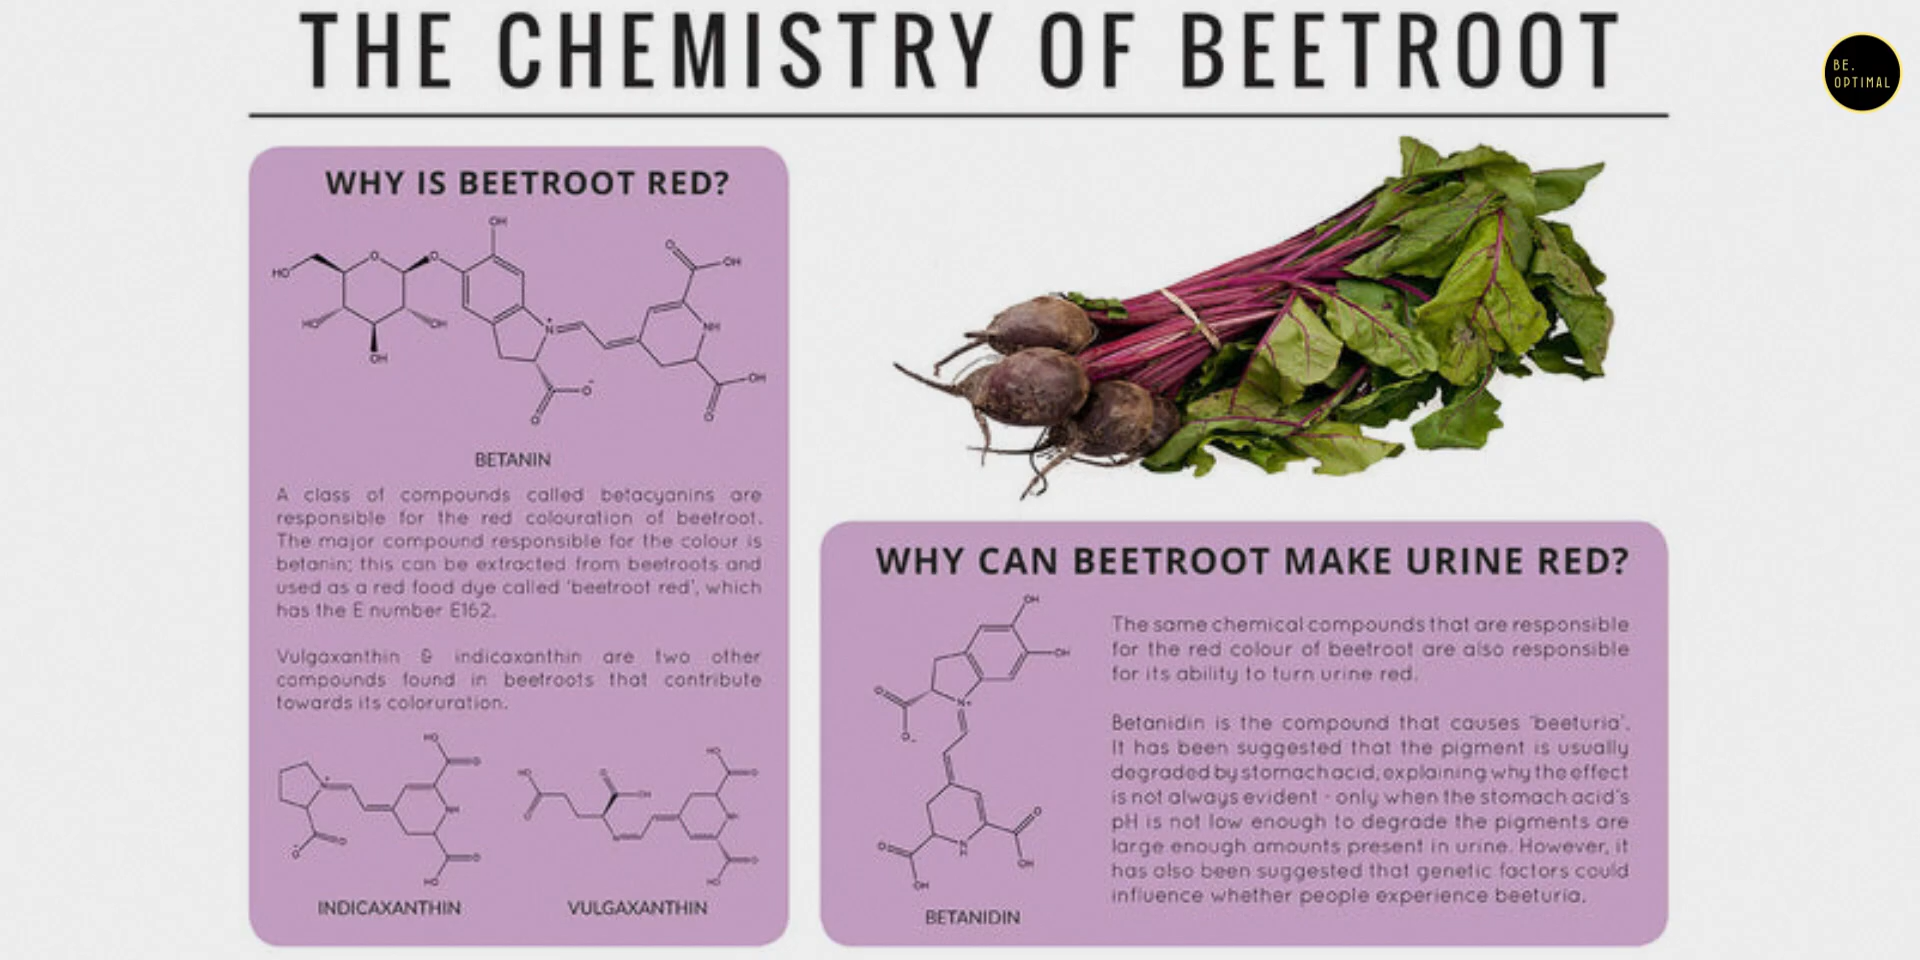 THE CHEMISTRY OF BEETROOT
BE.
OPTIMAL
WHY IS BEETROOT RED?
OH
O
OH
HO
O
O
N+
NH
HO
OH
OH
O-
O
OH
O
BETANIN
A class of compounds called betacyanins are
responsible for the red colouration of beetroot.
The major compound responsible for the colour is
betanin; this can be extracted from beetroots and
used as a red food dye called 'beetroot red', which
has the E number E162.
Vulgaxanthin & indicaxanthin are two other
compounds found in beetroots that contribute
towards its coloruration.
HO
O
NH
O
O-
O
HO
INDICAXANTHIN
HO
O
HO
O
O
OH
N
NH
O
HO
VULGAXANTHIN
WHY CAN BEETROOT MAKE URINE RED?
OH
OH
O
N+
O-
O
O
N
H
OH
OH
BETANIDIN
The same chemical compounds that are responsible
for the red colour of beetroot are also responsible
for its ability to turn urine red.
Betanidin is the compound that causes 'beeturia'.
It has been suggested that the pigment is usually
degraded by stomach acid, explaining why the effect
is not always evident - only when the stomach acid's
pH is not low enough to degrade the pigments are
large enough amounts present in urine. However, it
has also been suggested that genetic factors could
influence whether people experience beeturia.